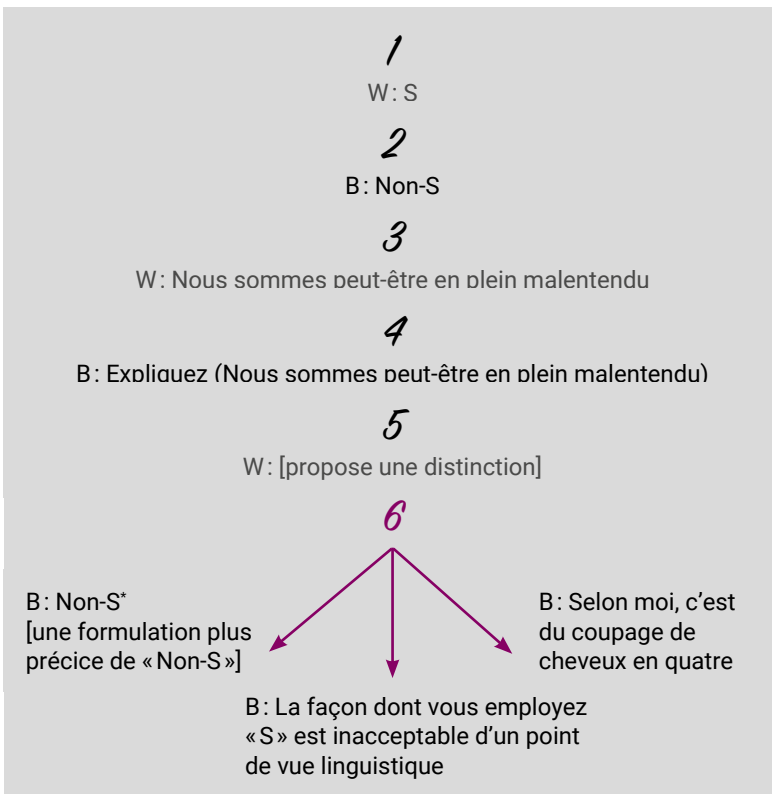 1
W : S
2
B : Non-S
3
W : Nous sommes peut-être en plein malentendu
4
B : Expliquez (Nous sommes peut-être en plein malentendu)
5
W : [propose une distinction]
6
B : Non-S*
[une formulation plus
précice de « Non-S »]
B : La façon dont vous employez
« S » est inacceptable d’un point
de vue linguistique
B : Selon moi, c’est
du coupage de
cheveux en quatre